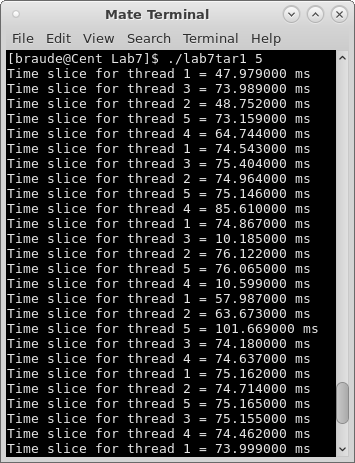 Mate Terminal
File Edit View Search Terminal Help
[braude@Cent Lab7]$ ./lab7tar1 5
Time slice for thread 1 = 47.979000 ms
Time slice for thread 3 = 73.989000 ms
Time slice for thread 2 = 48.752000 ms
Time slice for thread 5 = 73.159000 ms
Time slice for thread 4 = 64.744000 ms
Time slice for thread 1 = 74.543000 ms
Time slice for thread 3 = 75.404000 ms
Time slice for thread 2 = 74.964000 ms
Time slice for thread 5 = 75.146000 ms
Time slice for thread 4 = 85.610000 ms
Time slice for thread 1 = 74.867000 ms
Time slice for thread 3 = 10.185000 ms
Time slice for thread 2 = 76.122000 ms
Time slice for thread 5 = 76.065000 ms
Time slice for thread 4 = 10.599000 ms
Time slice for thread 1 = 57.987000 ms
Time slice for thread 2 = 63.673000 ms
Time slice for thread 5 = 101.669000 ms
Time slice for thread 3 = 74.180000 ms
Time slice for thread 4 = 74.637000 ms
Time slice for thread 1 = 75.162000 ms
Time slice for thread 2 = 74.714000 ms
Time slice for thread 5 = 75.165000 ms
Time slice for thread 3 = 75.155000 ms
Time slice for thread 4 = 74.462000 ms
Time slice for thread 1 = 73.999000 ms